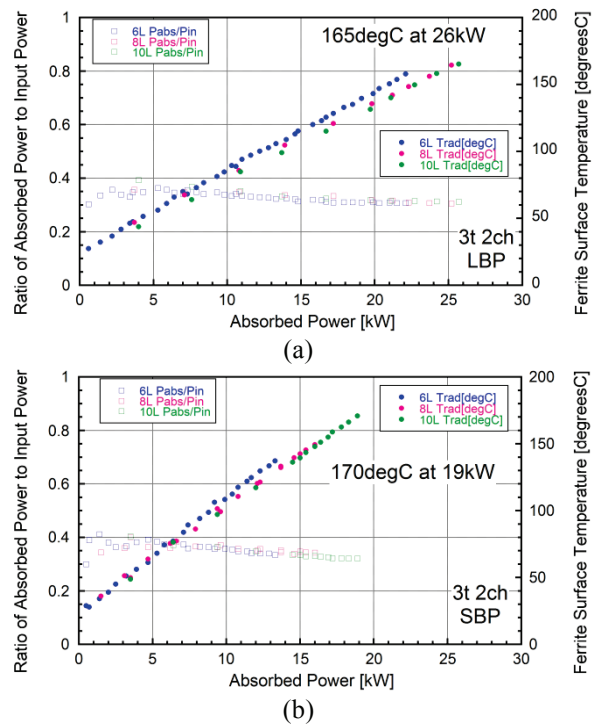 1
0.8
0.6
0.4
0.2
0
Ratio of Absorbed Power to Input Power
6L Pabs/Pin
8L Pabs/Pin
10L Pabs/Pin
165degC at 26kW
6L Trad[degC]
8L Trad[degC]
10L Trad[degC]
3t 2ch
LBP
200
150
100
50
0
Ferrite Surface Temperature [degreesC]
0 5 10 15 20 25 30
Absorbed Power [kW]
(a)
1
0.8
0.6
0.4
0.2
0
Ratio of Absorbed Power to Input Power
6L Pabs/Pin
8L Pabs/Pin
10L Pabs/Pin
6L Trad[degC]
8L Trad[degC]
10L Trad[degC]
170degC at 19kW
3t 2ch
SBP
200
150
100
50
0
Ferrite Surface Temperature [degreesC]
0 5 10 15 20 25 30
Absorbed Power [kW]
(b)